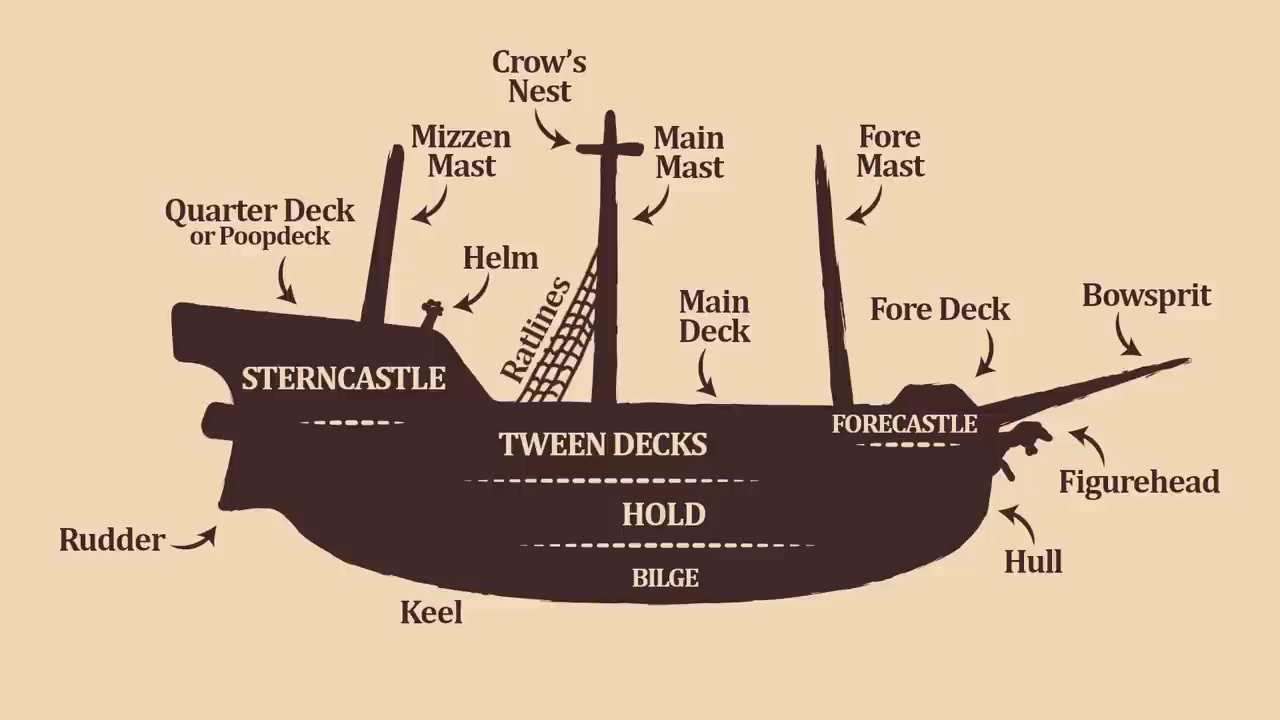 Crow’s
Nest
Mizzen
Mast
Main
Mast
Fore
Mast
Quarter Deck
or Poopdeck
Helm
Ratlines
Main
Deck
Fore Deck
Bowsprit
STERNCASTLE
FORECASTLE
TWEEN DECKS
Figurehead
HOLD
Rudder
Hull
BILGE
Keel